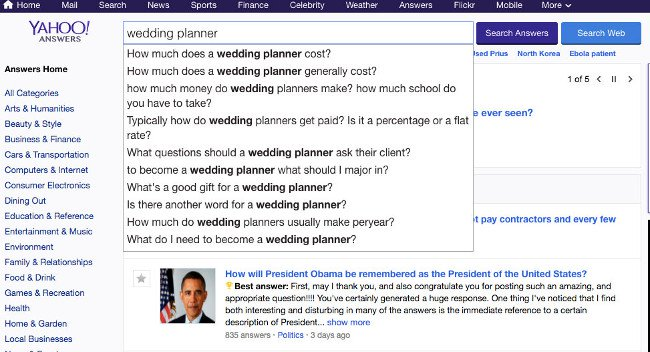 Home Mail Search News Sports Finance Celebrity Weather Answers Flickr Mobile More
YAHOO!
ANSWERS
wedding planner
Search Answers
Search Web
Used Prius North Korea Ebola patient
How much does a wedding planner cost?
How much does a wedding planner generally cost?
how much money do wedding planners make? how much school do
you have to take?
Typically how do wedding planners get paid? Is it a percentage or a flat
rate?
What questions should a wedding planner ask their client?
to become a wedding planner what should I major in?
What's a good gift for a wedding planner?
Is there another word for a wedding planner?
How much do wedding planners usually make peryear?
What do I need to become a wedding planner?
Answers Home
All Categories
Arts & Humanities
Beauty & Style
Business & Finance
Cars & Transportation
Computers & Internet
Consumer Electronics
Dining Out
Education & Reference
Entertainment & Music
Environment
Family & Relationships
Food & Drink
Games & Recreation
Health
Home & Garden
Local Businesses
1 of 5
ever seen?
pay contractors and every few
How will President Obama be remembered as the President of the United States?
Best answer: First, may I thank you, and also congratulate you for posting such an amazing, and
appropriate question!!!! You've certainly generated a huge response. One thing I've noticed that I find
both interesting and disturbing in many of the answers is the immediate reference to a certain
description of President... show more
835 answers · Politics · 3 days ago